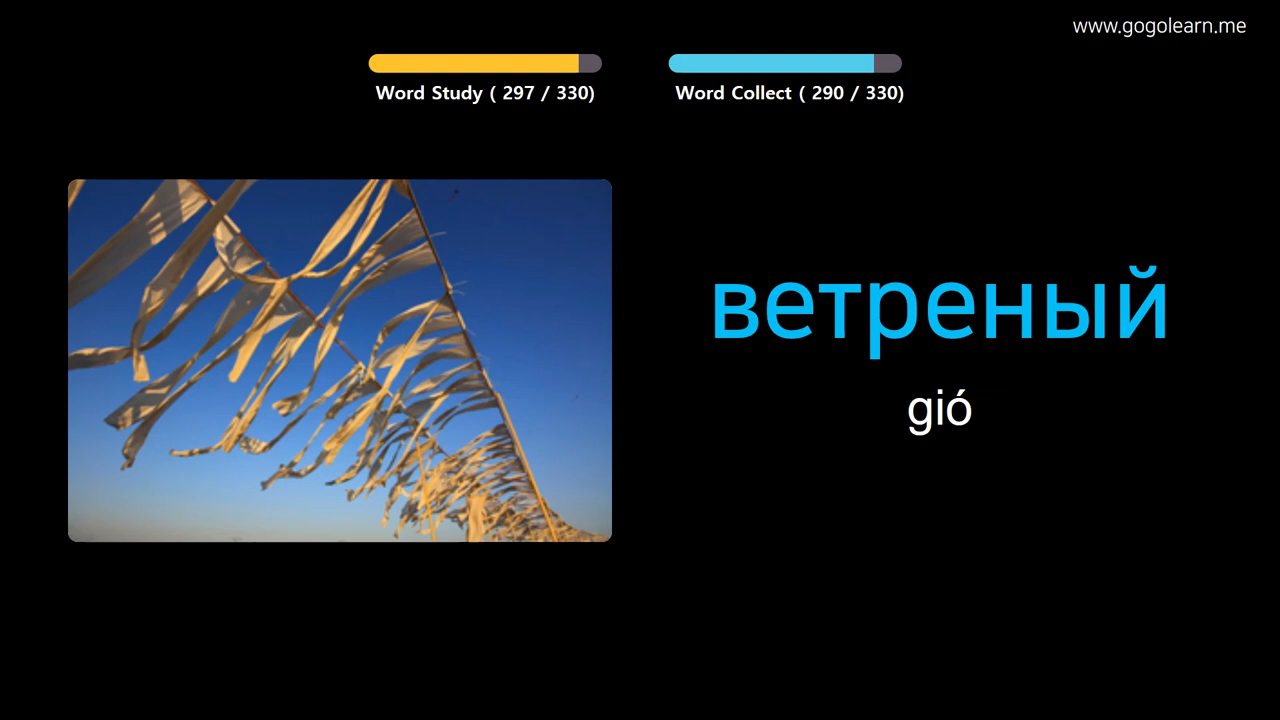 www.gogolearn.me
Word Study ( 297 / 330)
Word Collect ( 290 / 330)
ветреный
gió